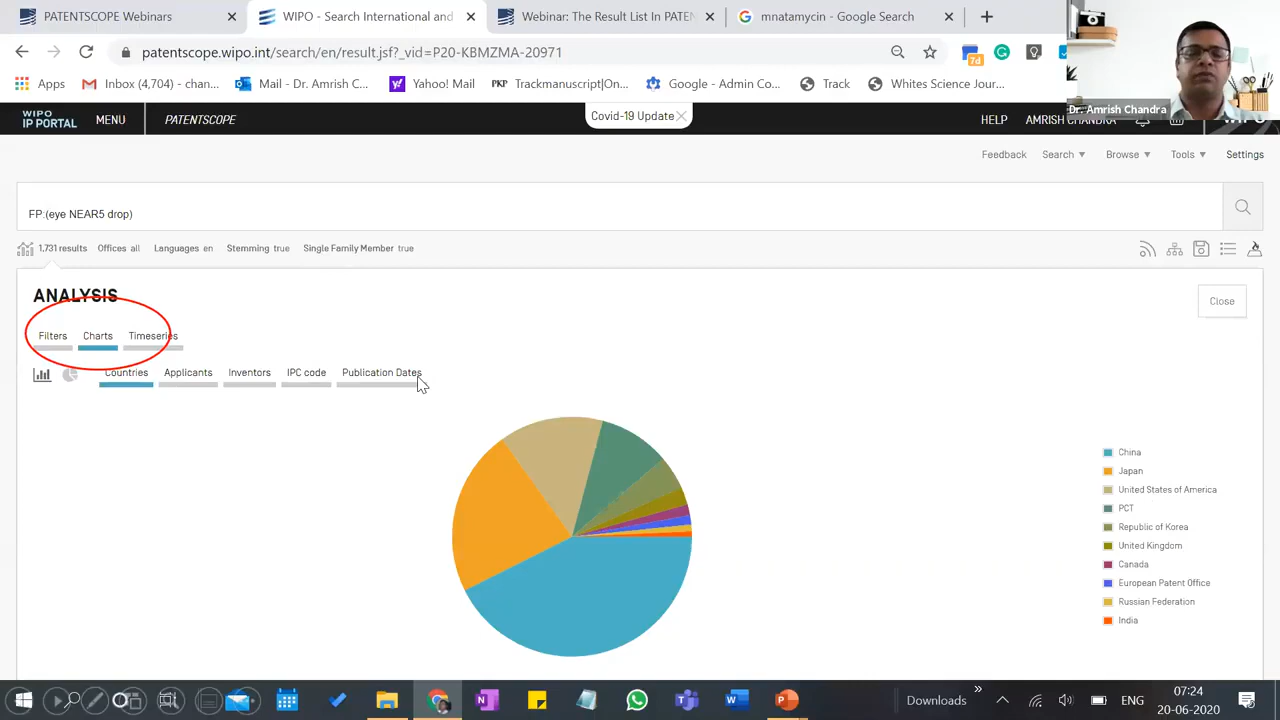 PATENTSCOPE Webinars
WIPO - Search International and
Webinar: The Result List In PATEN
mnatamycin - Google Search
patentscope.wipo.int/search/en/result.jsf?_vid=P20-KBMZMA-20971
7d
Apps
Inbox (4,704) - chan...
Mail - Dr. Amrish C...
Yahoo! Mail
PKP Trackmanuscript|On...
Google - Admin Co...
Track
Whites Science Jour...
Dr. Amrish Chandra
WIPO
IP PORTAL
MENU
PATENTSCOPE
Covid-19 Update
HELP
AMRISH CHANDRA
WIPO
Feedback
Search
Browse
Tools
Settings
FP:(eye NEAR5 drop)
1,731 results Offices all Languages en Stemming true Single Family Member true
ANALYSIS
Close
Filters Charts Timeseries
Countries Applicants Inventors IPC code Publication Dates
China
Japan
United States of America
PCT
Republic of Korea
United Kingdom
Canada
European Patent Office
Russian Federation
India
Downloads
ENG
07:24
20-06-2020